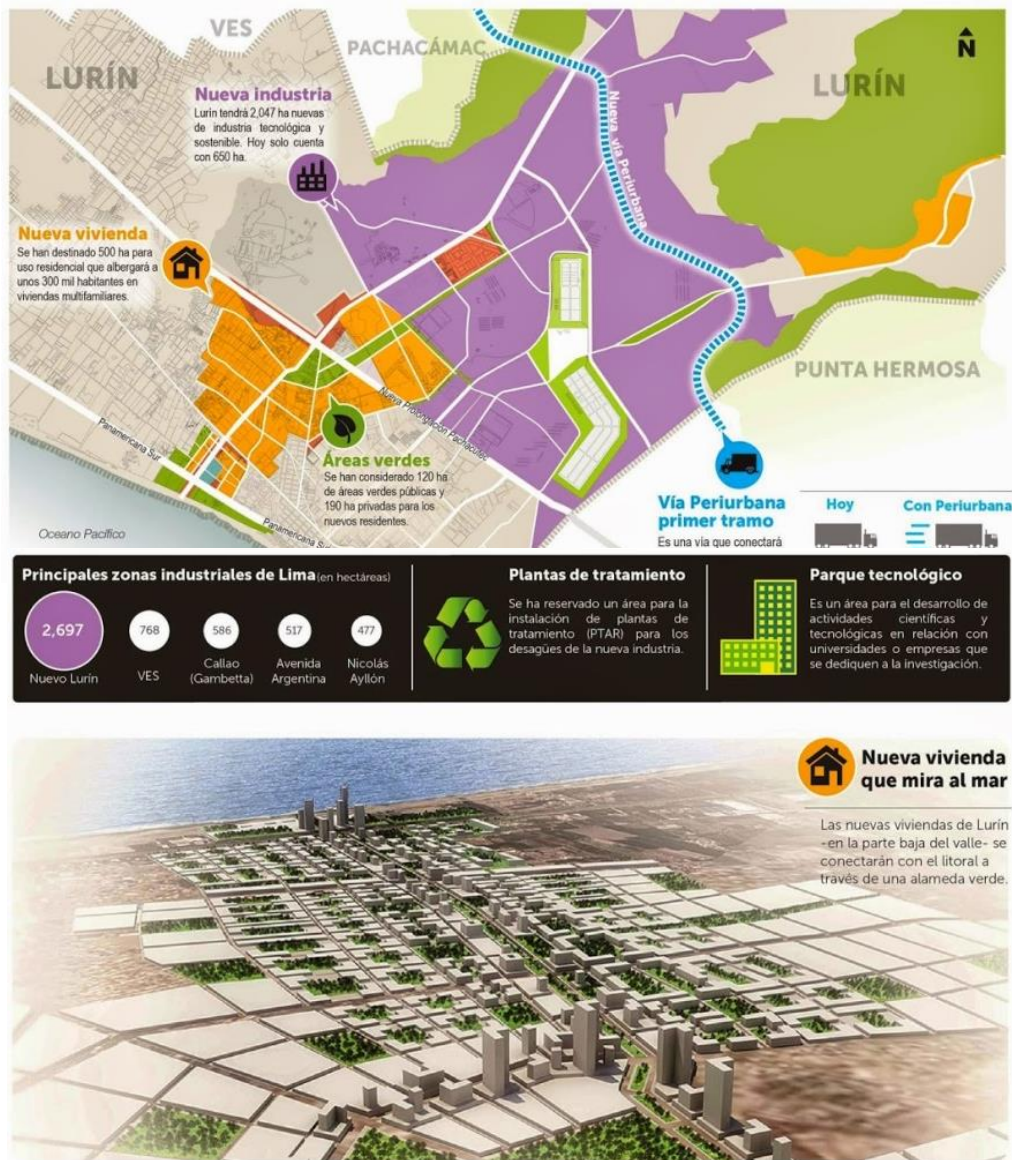 VES
PACHACÁMAC
LURÍN
N
LURÍN
Nueva industria
Lurín tendrá 2,047 ha nuevas
de industria tecnológica y
sostenible. Hoy solo cuenta
con 650 ha.
Nueva vía Periurbana
Nueva vivienda
Se han destinado 500 ha para
uso residencial que albergará a
unos 300 mil habitantes en
viviendas multifamiliares.
PUNTA HERMOSA
Nueva Prolongación Pachacútec
Panamericana Sur
Áreas verdes
Se han considerado 120 ha
de áreas verdes públicas y
190 ha privadas para los
nuevos residentes.
Panamericana Su
Oceano Pacífico
Vía Periurbana
primer tramo
Es una vía que conectará
Hoy
Con Periurbana
Principales zonas industriales de Lima (en hectáreas)
2,697
Nuevo Lurín
768
VES
586
Callao
(Gambetta)
517
Avenida
Argentina
477
Nicolás
Ayllón
Plantas de tratamiento
Se ha reservado un área para la
instalación de plantas de
tratamiento (PTAR) para los
desagües de la nueva industria.
Parque tecnológico
Es un área para el desarrollo de
actividades científicas y
tecnológicas en relación con
universidades o empresas que
se dediquen a la investigación.
Nueva vivienda
que mira al mar
Las nuevas viviendas de Lurín
-en la parte baja del valle- se
conectarán con el litoral a
través de una alameda verde.